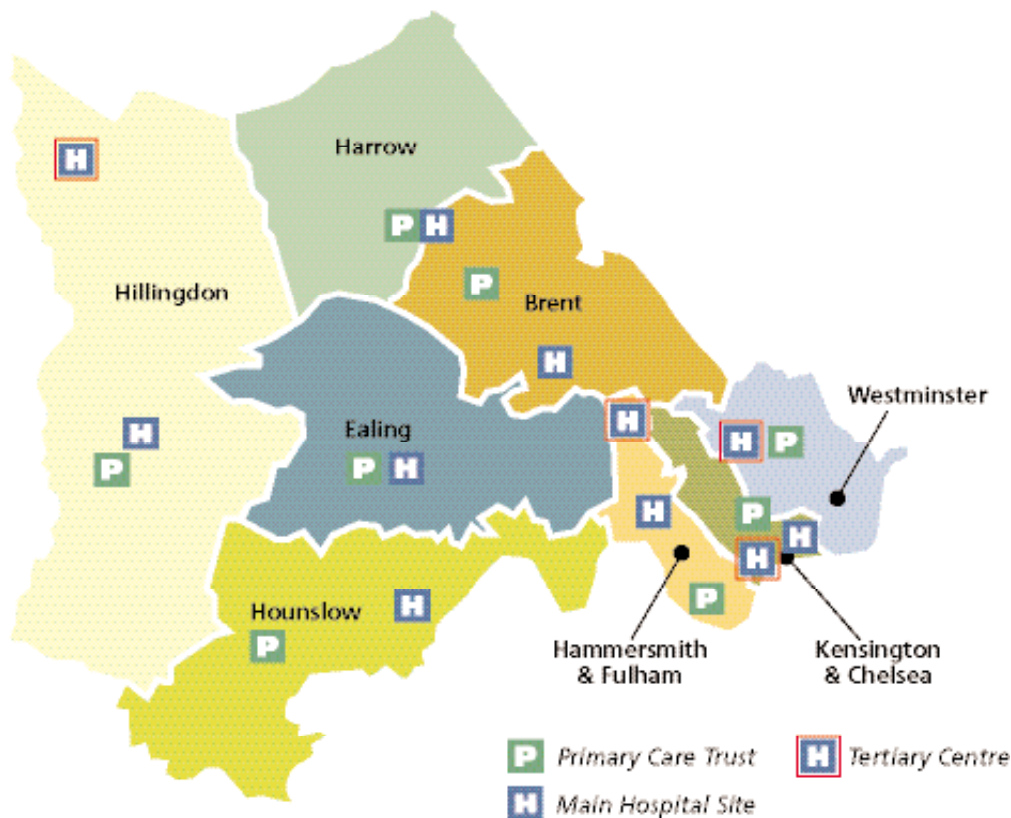 Harrow
H
P H
Hillingdon
P
Brent
H
Westminster
H
Ealing
H
H P
P H
P
H
P
H
H
H
Hounslow
H
P
P
Hammersmith
& Fulham
Kensington
& Chelsea
P Primary Care Trust
H Tertiary Centre
H Main Hospital Site